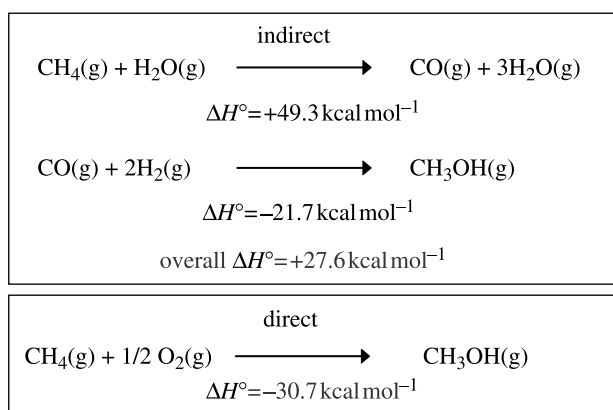 indirect
CH₄(g) + H₂O(g) ⟶ CO(g) + 3H₂O(g)
ΔH°=+49.3 kcal mol⁻¹
CO(g) + 2H₂(g) ⟶ CH₃OH(g)
ΔH°=–21.7 kcal mol⁻¹
overall ΔH°=+27.6 kcal mol⁻¹
direct
CH₄(g) + 1/2 O₂(g) ⟶ CH₃OH(g)
ΔH°=–30.7 kcal mol⁻¹